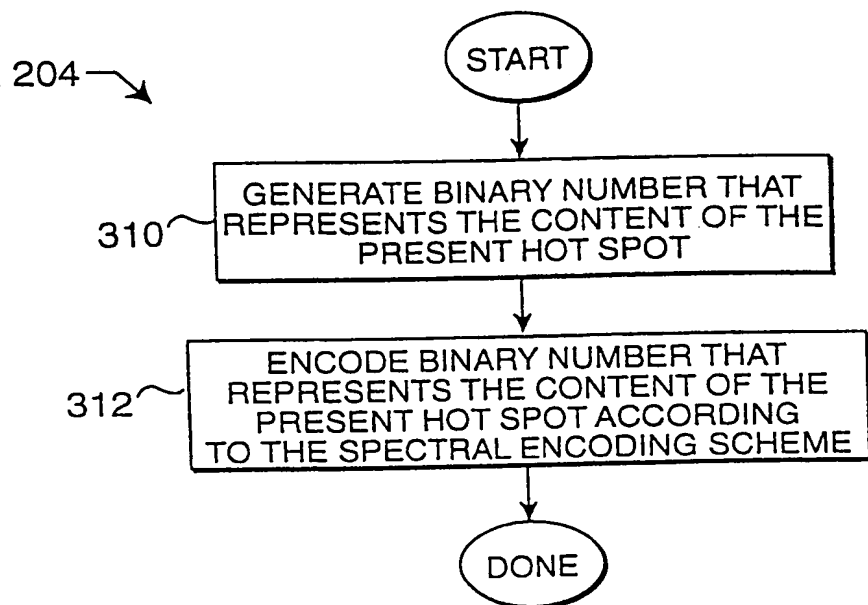 204
START
GENERATE BINARY NUMBER THAT
REPRESENTS THE CONTENT OF THE
PRESENT HOT SPOT
310
ENCODE BINARY NUMBER THAT
REPRESENTS THE CONTENT OF THE
PRESENT HOT SPOT ACCORDING
TO THE SPECTRAL ENCODING SCHEME
312
DONE